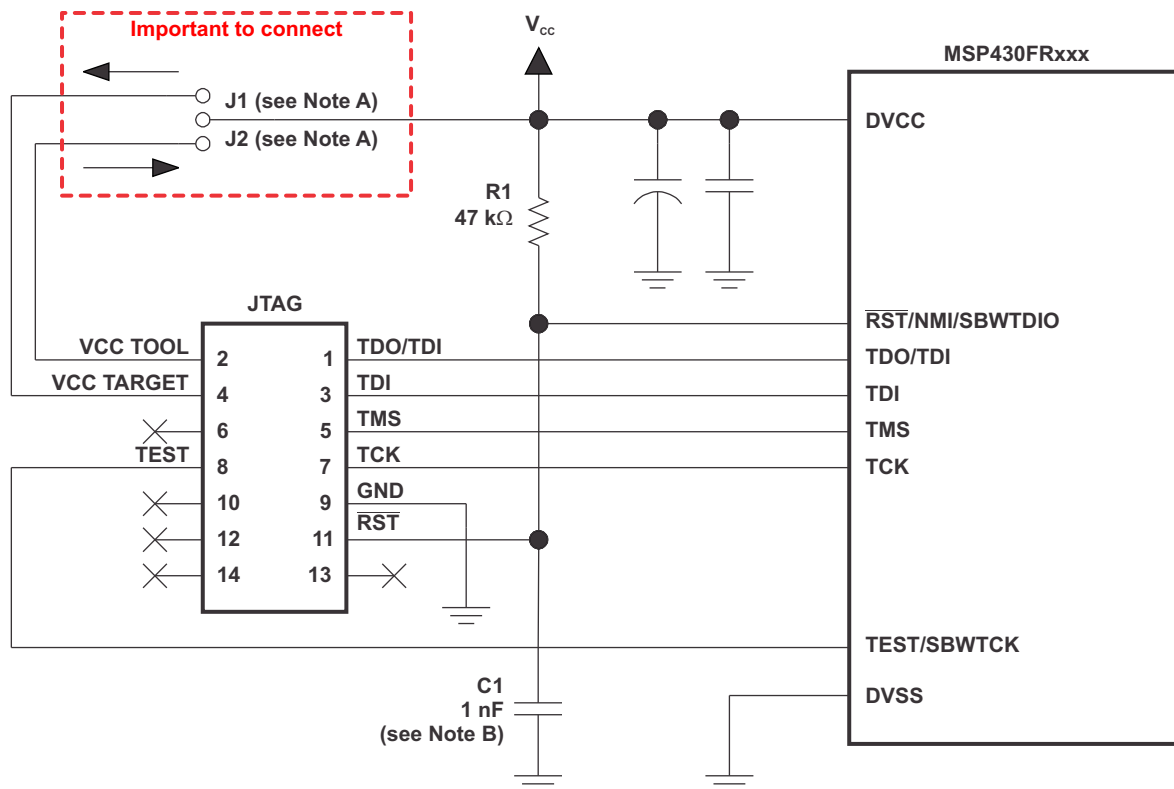 Important to connect
J1 (see Note A)
J2 (see Note A)
VCC
MSP430FRxxx
DVCC
R1
47 kΩ
JTAG
RST/NMI/SBWTDIO
VCC TOOL 2 1 TDO/TDI
TDO/TDI
VCC TARGET 4 3 TDI
TDI
6 5 TMS
TMS
TEST 8 7 TCK
TCK
10 9 GND
12 11 RST
14 13
TEST/SBWTCK
C1
1 nF
(see Note B)
DVSS